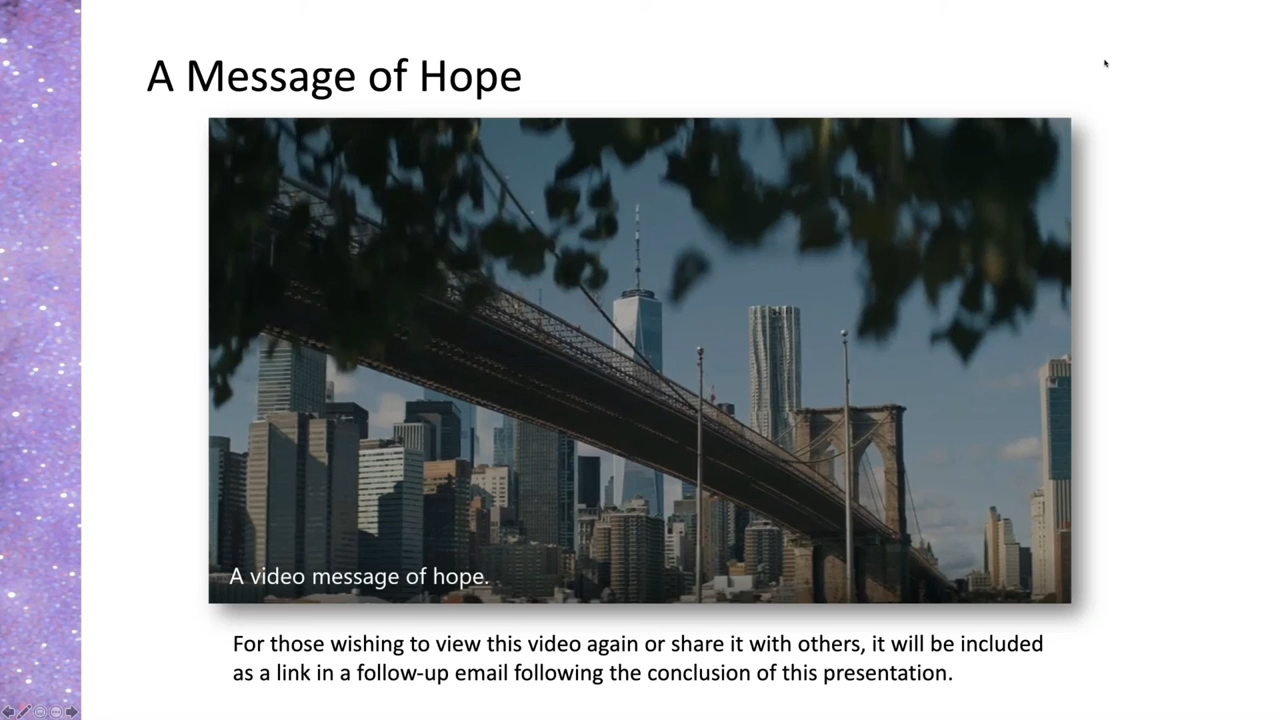 A Message of Hope
A video message of hope.
For those wishing to view this video again or share it with others, it will be included
as a link in a follow-up email following the conclusion of this presentation.